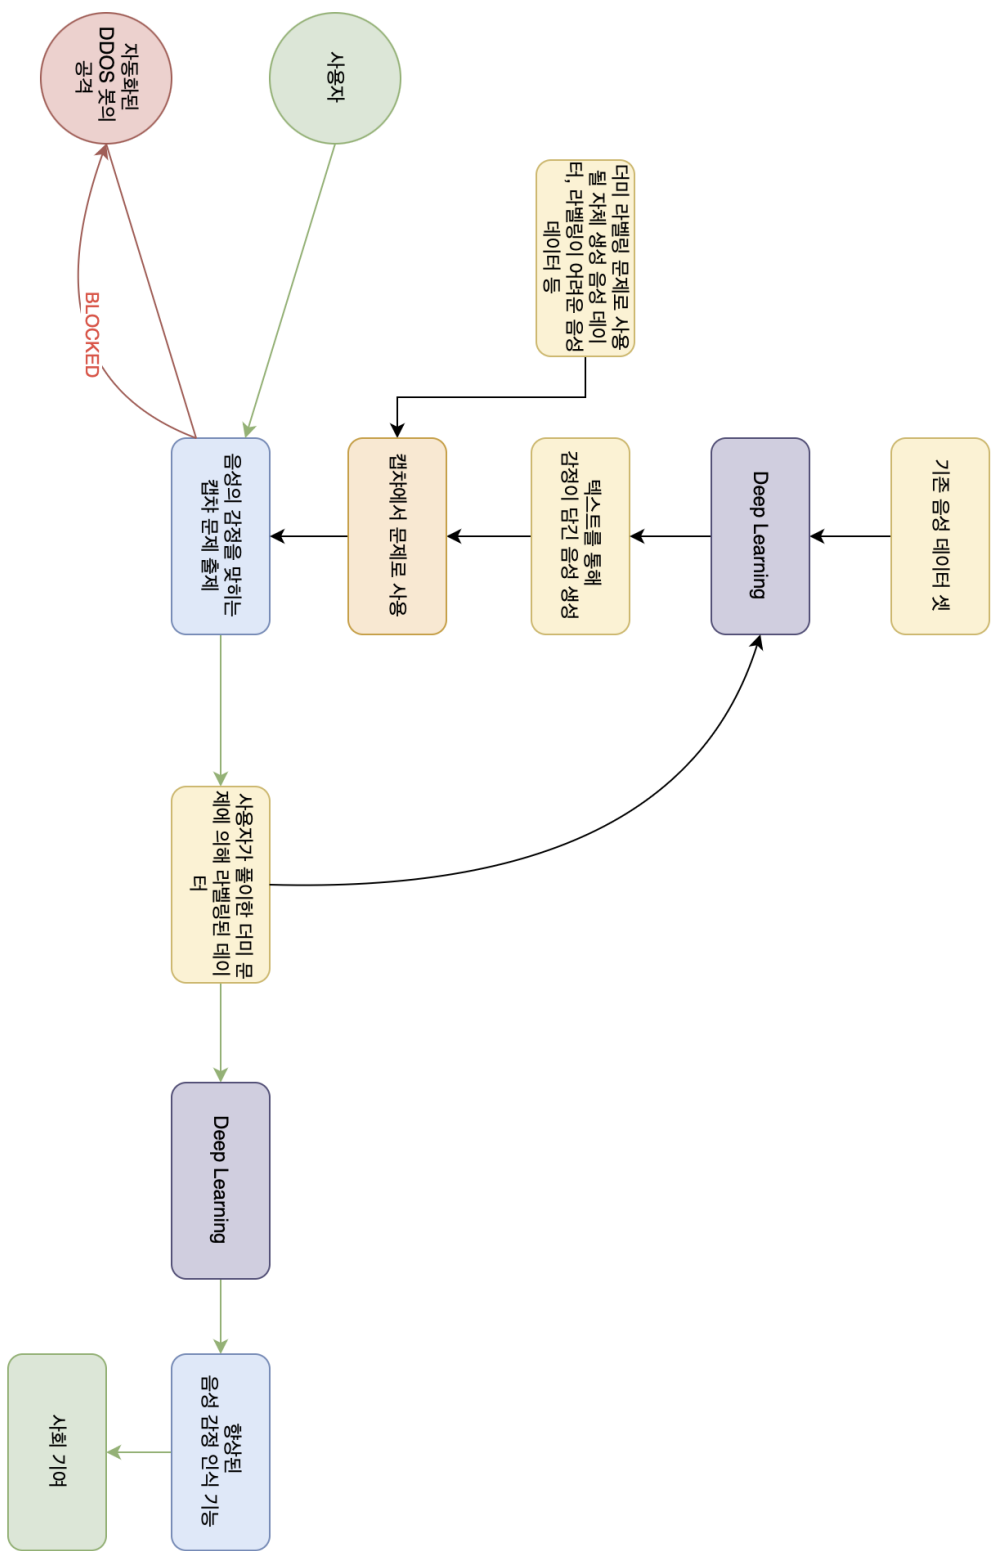 기존 음성 데이터 셋
Deep Learning
더미 라벨링 문제로 사용
될 자체 생성 음성 데이
터, 라벨링이 어려운 음성
데이터 등
텍스트를 통해
감정이 담긴 음성 생성
캡챠에서 문제로 사용
사용자
음성의 감정을 맞히는
캡챠 문제 출제
사용자가 풀이한 더미 문
제에 의해 라벨링된 데이
터
Deep Learning
향상된
음성 감정 인식 기능
자동화된
DDOS 봇의
공격
BLOCKED
사회 기여